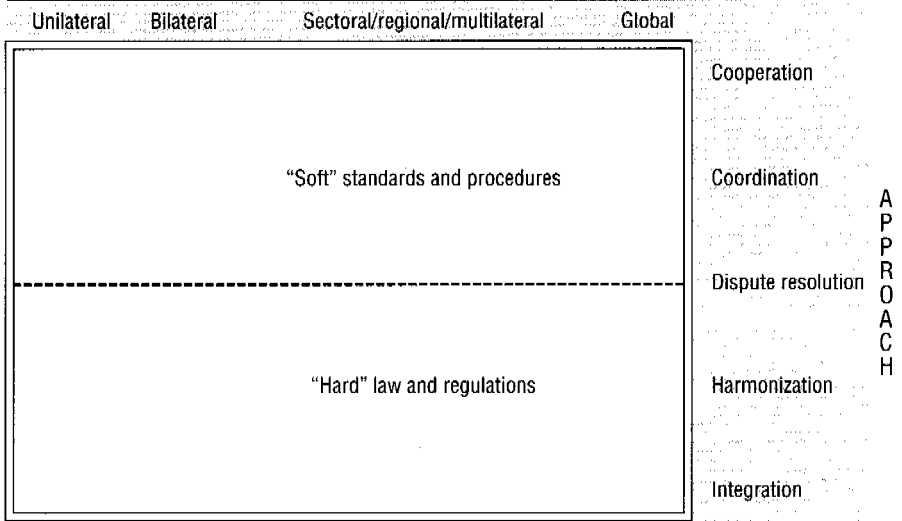 Unilateral Bilateral Sectoral/regional/multilateral Global
Cooperation
“Soft” standards and procedures
Coordination
Dispute resolution
“Hard” law and regulations
Harmonization
Integration
APPROACH